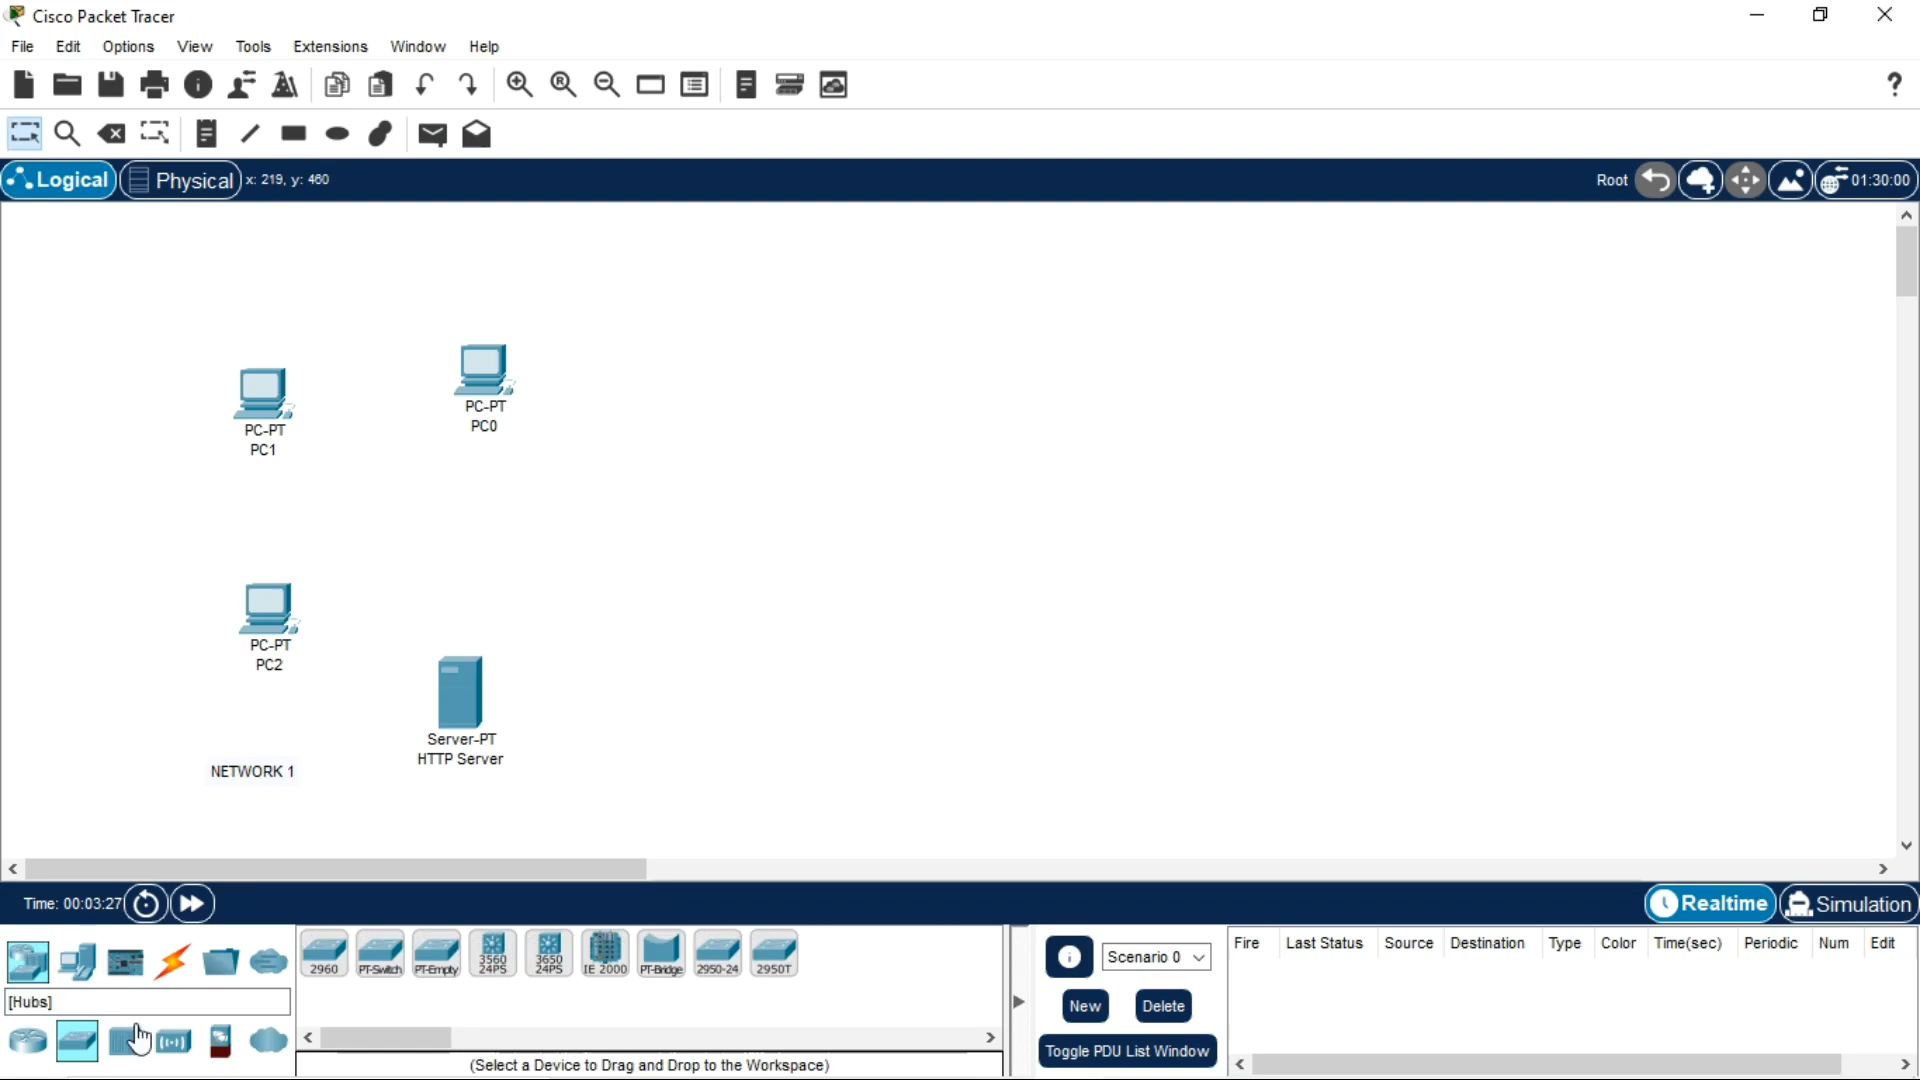 Cisco Packet Tracer
File Edit Options View Tools Extensions Window Help
?
Logical Physical x: 219, y: 460 Root 01:30:00
PC-PT
PC0
PC-PT
PC1
PC-PT
PC2
Server-PT
HTTP Server
NETWORK 1
Time: 00:03:27 Realtime Simulation
2960 PT-Switch PT-Empty 3560 24PS 3650 24PS IE 2000 PT-Bridge 2950-24 2950T
[Hubs]
(Select a Device to Drag and Drop to the Workspace)
Scenario 0
New Delete
Toggle PDU List Window
Fire Last Status Source Destination Type Color Time(sec) Periodic Num Edit